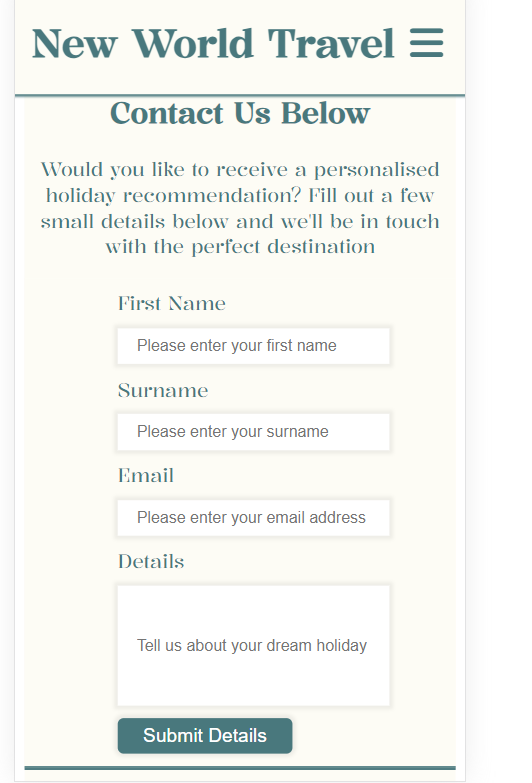 New World Travel
Contact Us Below
Would you like to receive a personalised
holiday recommendation? Fill out a few
small details below and we'll be in touch
with the perfect destination
First Name
Please enter your first name
Surname
Please enter your surname
Email
Please enter your email address
Details
Tell us about your dream holiday
Submit Details